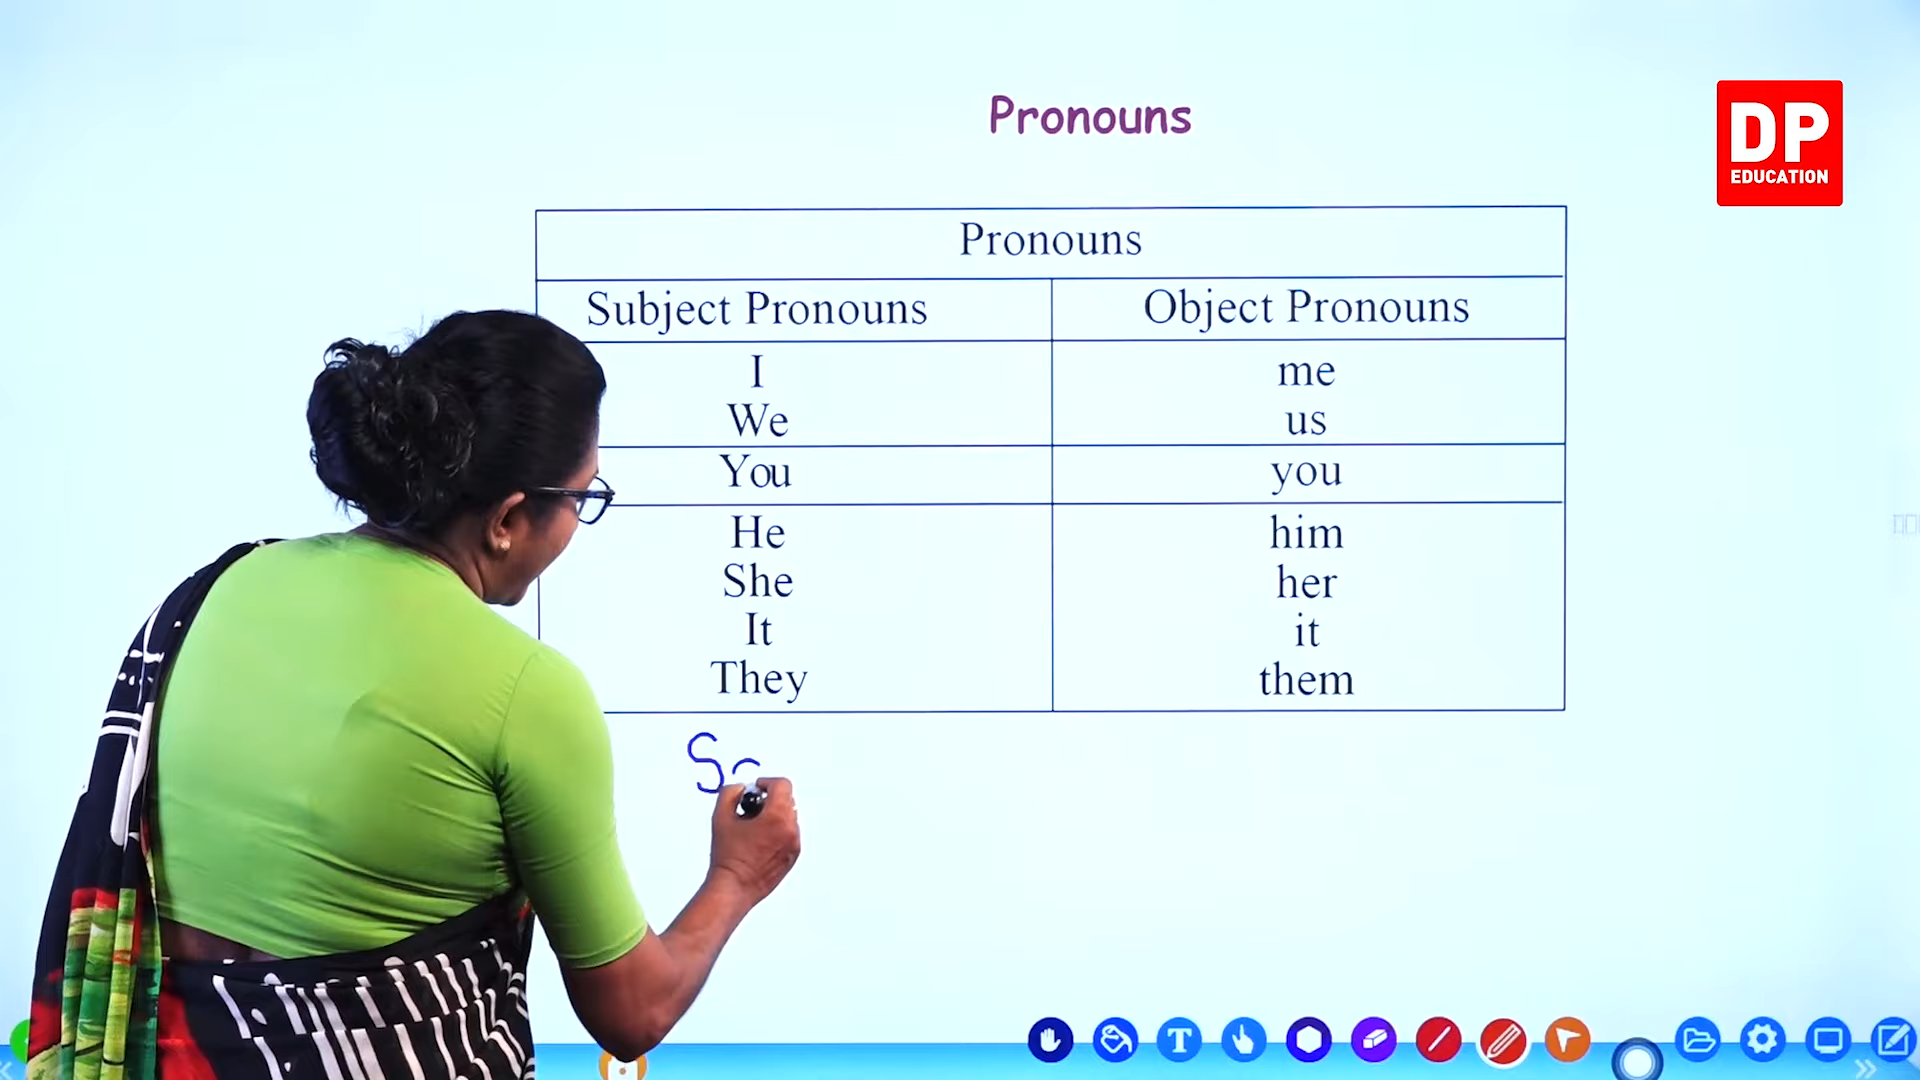 Pronouns
DP
EDUCATION
Pronouns
Subject Pronouns Object Pronouns
I me
We us
You you
He him
She her
It it
They them